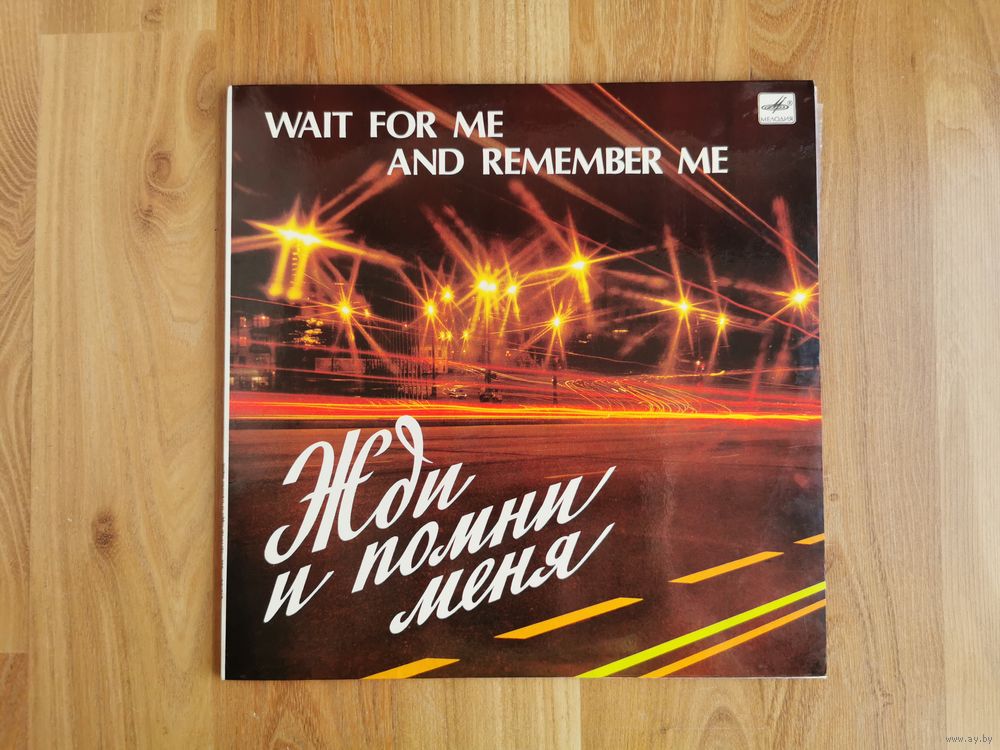 WAIT FOR ME
AND REMEMBER ME
МЕЛОДИЯ
Жди
и помни
меня
www.ay.by